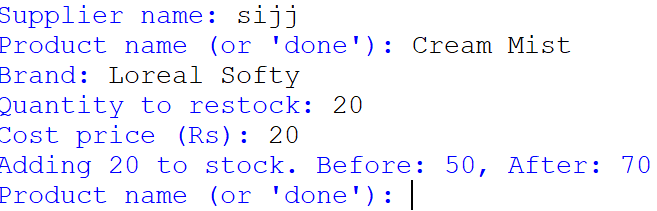 Supplier name: sijj
Product name (or 'done'): Cream Mist
Brand: Loreal Softy
Quantity to restock: 20
Cost price (Rs): 20
Adding 20 to stock. Before: 50, After: 70
Product name (or 'done'):